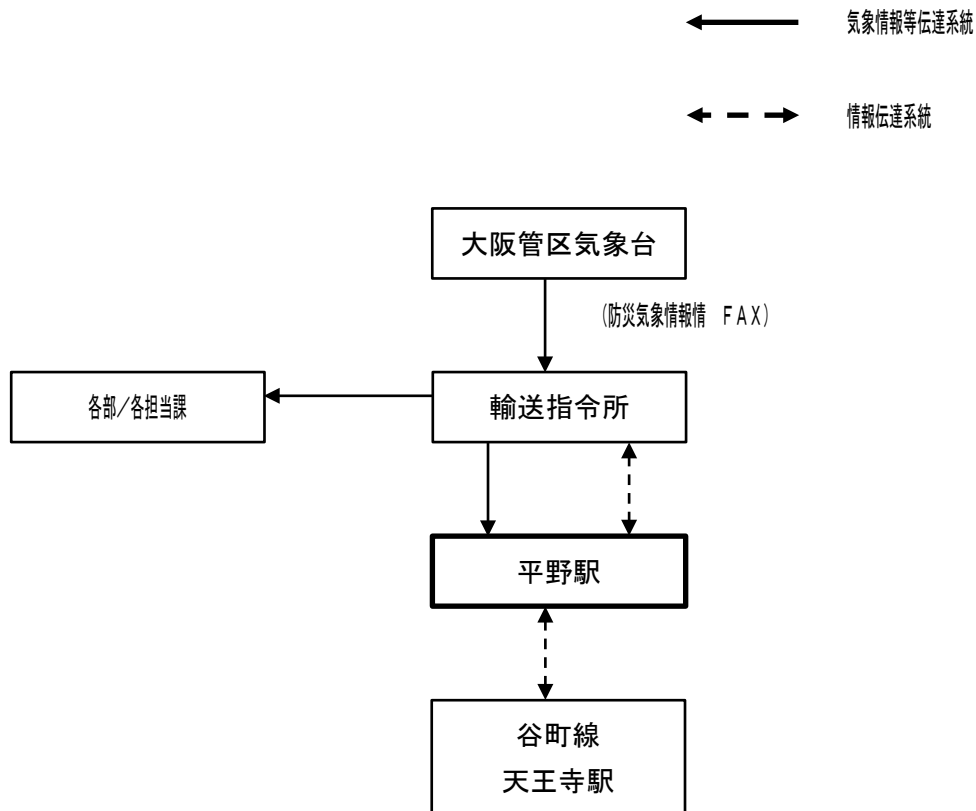 気象情報等伝達系統
情報伝達系統
大阪管区気象台
（防災気象情報情　ＦＡＸ）
各部／各担当課
輸送指令所
平野駅
谷町線
天王寺駅